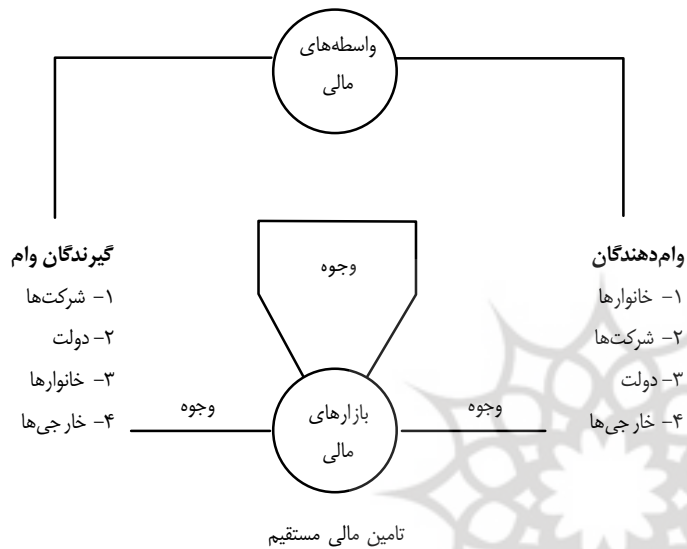 واسطه‌های
مالی
وام‌دهندگان
۱- خانوارها
۲- شرکت‌ها
۳- دولت
۴- خارجی‌ها
گیرندگان وام
۱- شرکت‌ها
۲- دولت
۳- خانوارها
۴- خارجی‌ها
وجوه
وجوه
بازارهای
مالی
وجوه
تامین مالی مستقیم